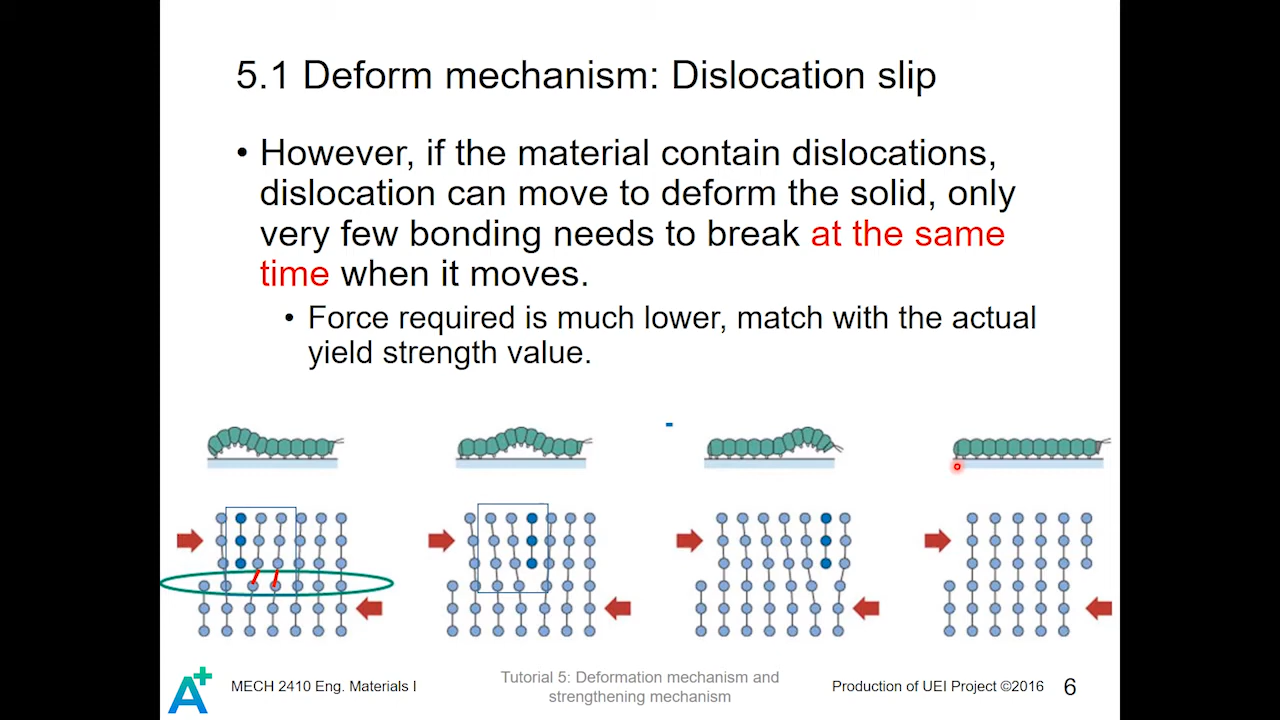 5.1 Deform mechanism: Dislocation slip
• However, if the material contain dislocations,
dislocation can move to deform the solid, only
very few bonding needs to break at the same
time when it moves.
• Force required is much lower, match with the actual
yield strength value.
A+
MECH 2410 Eng. Materials I
Tutorial 5: Deformation mechanism and
strengthening mechanism
Production of UEI Project ©2016
6